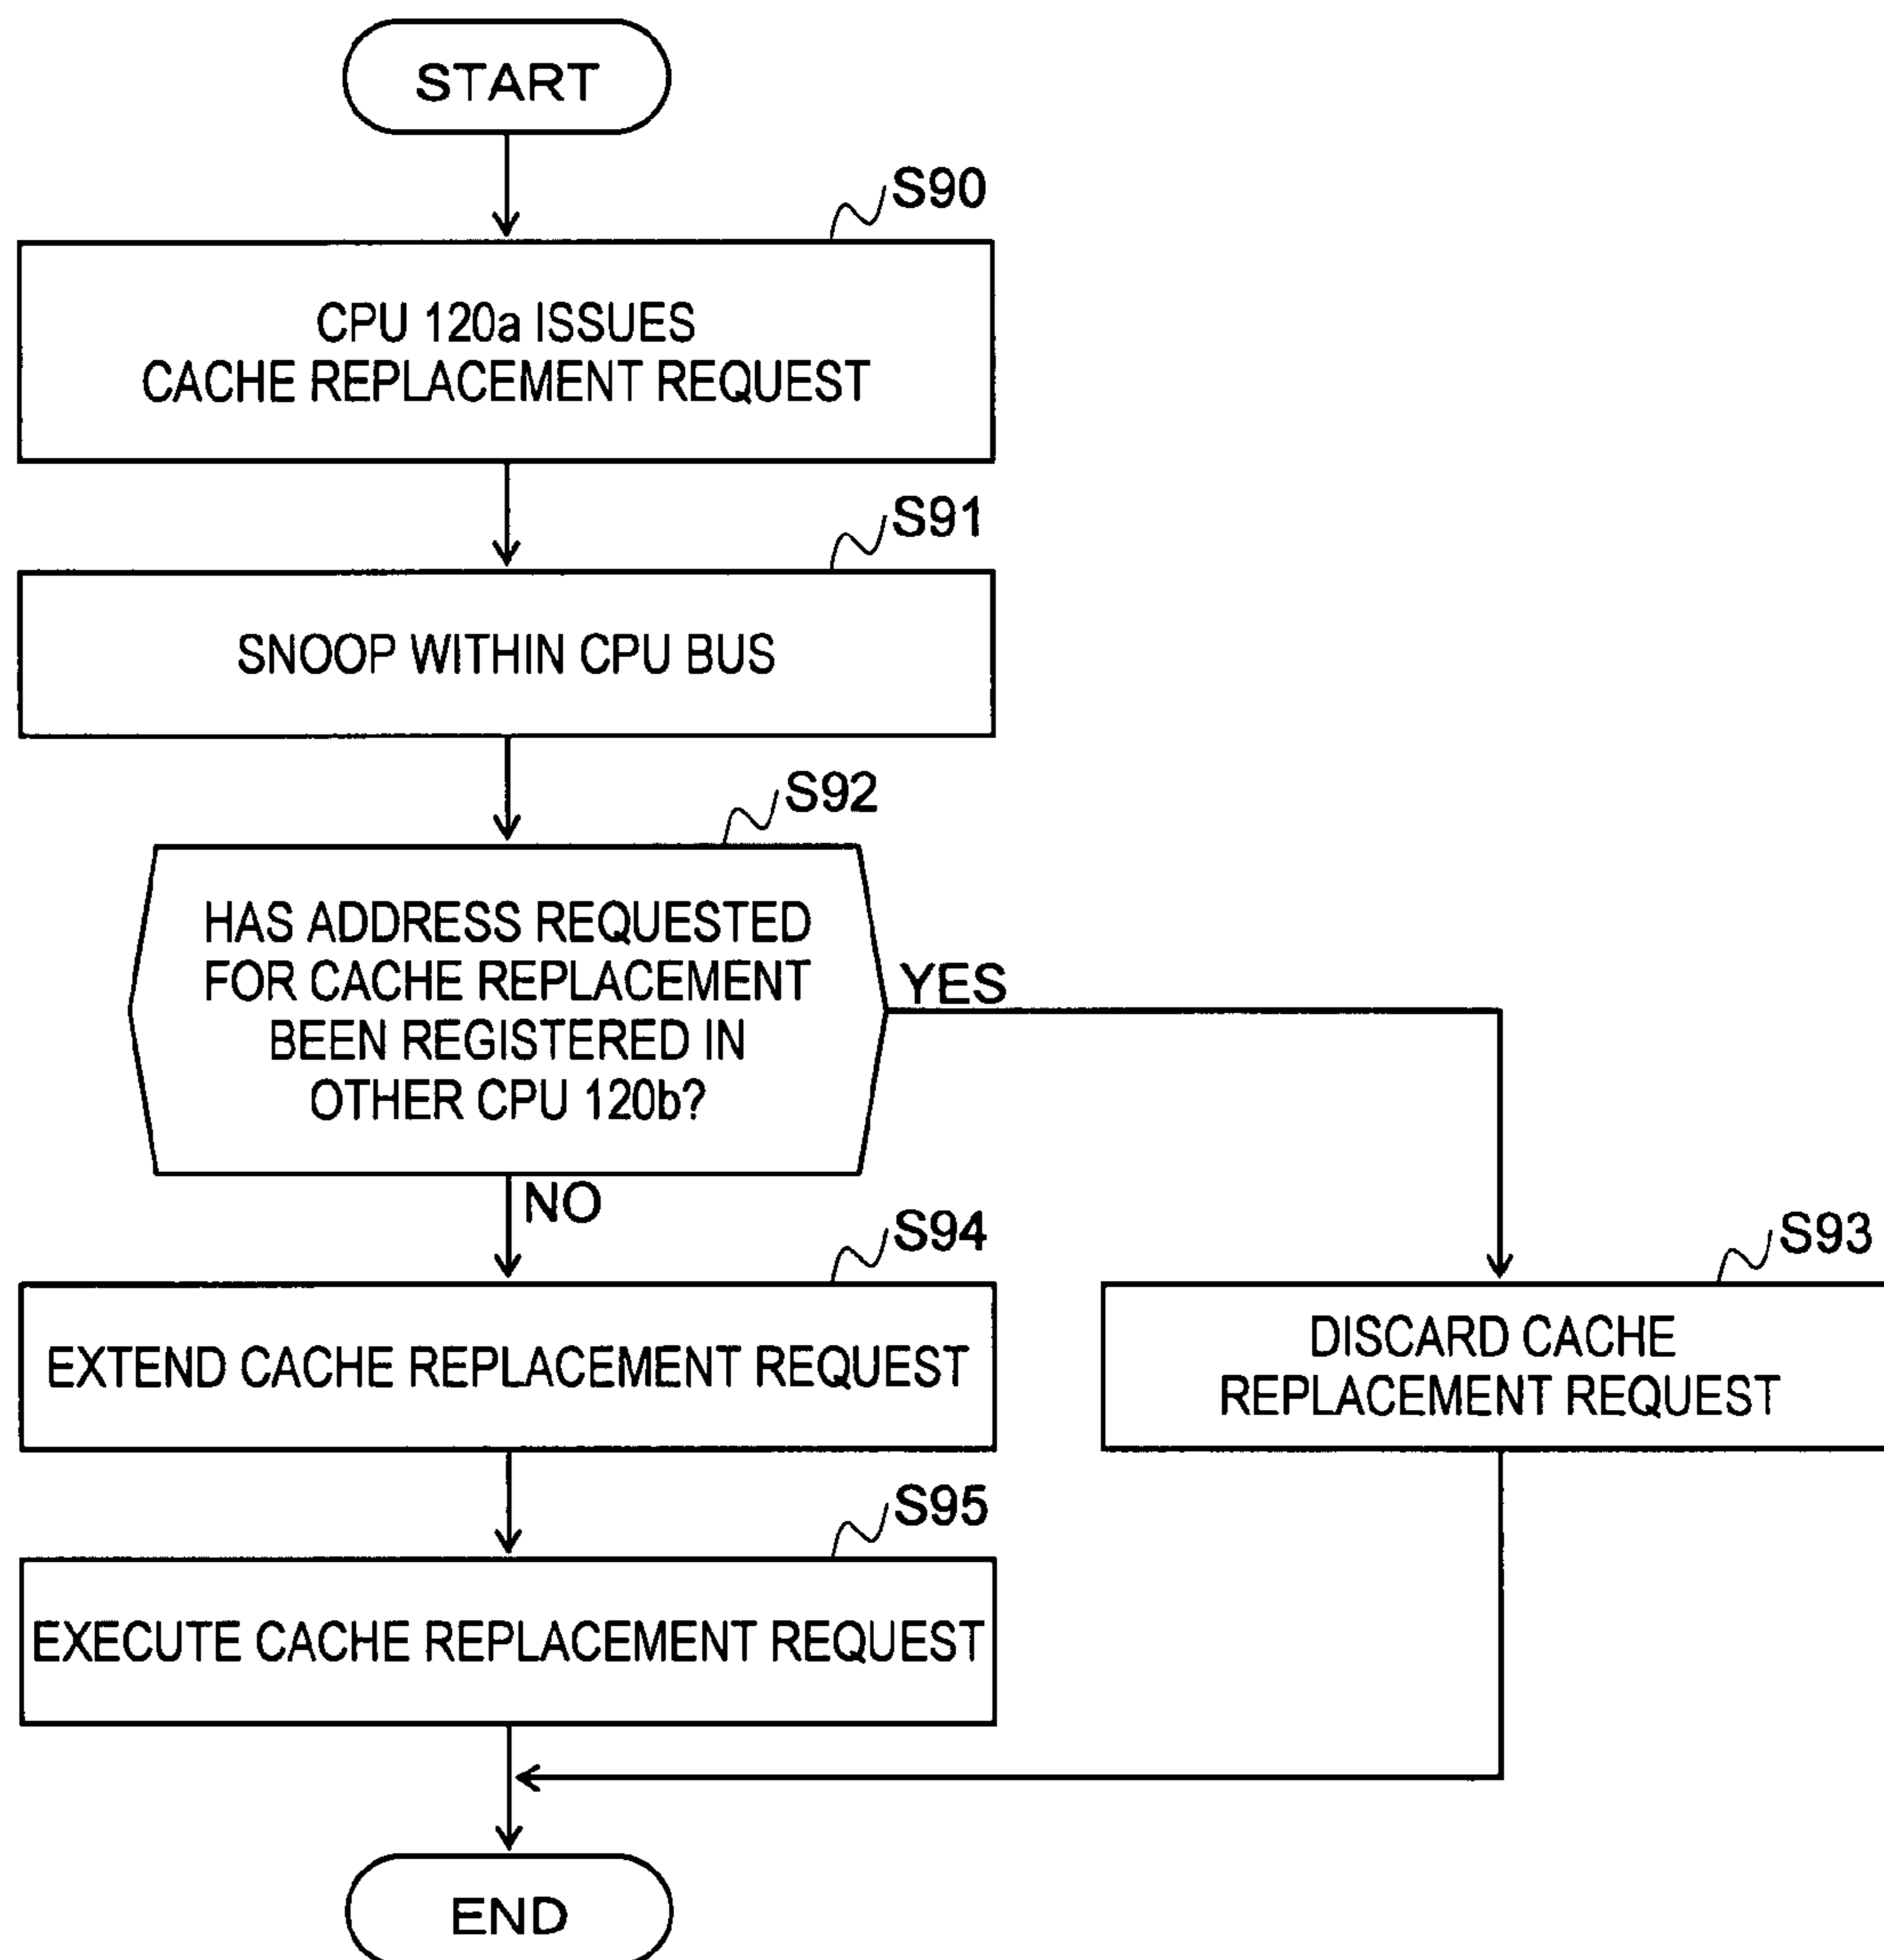 START
S90
CPU 120a ISSUES
CACHE REPLACEMENT REQUEST
S91
SNOOP WITHIN CPU BUS
S92
HAS ADDRESS REQUESTED
FOR CACHE REPLACEMENT
BEEN REGISTERED IN
OTHER CPU 120b?
YES
NO
S94
EXTEND CACHE REPLACEMENT REQUEST
S93
DISCARD CACHE
REPLACEMENT REQUEST
S95
EXECUTE CACHE REPLACEMENT REQUEST
END